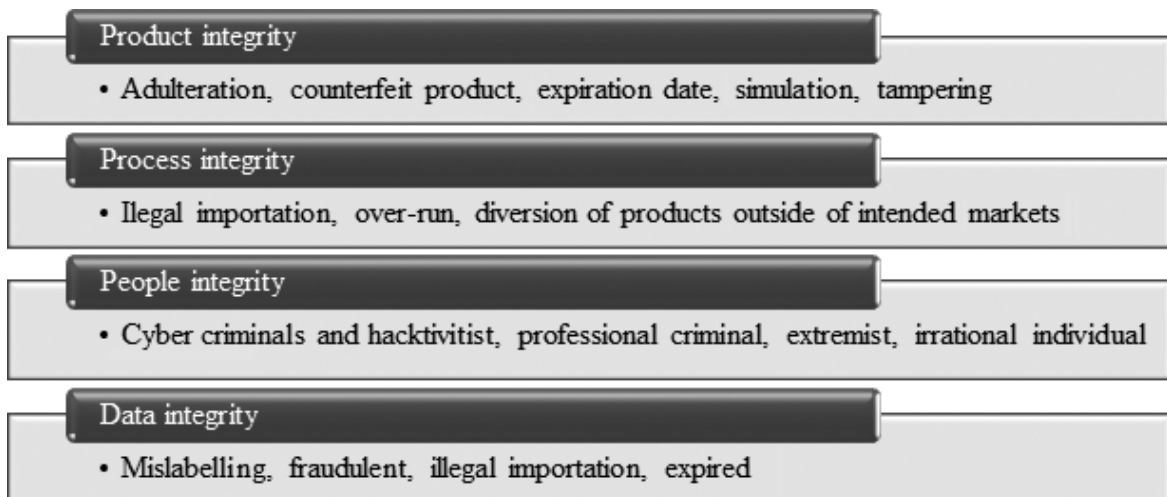 Product integrity
• Adulteration, counterfeit product, expiration date, simulation, tampering
Process integrity
• Ilegal importation, over-run, diversion of products outside of intended markets
People integrity
• Cyber criminals and hacktivitist, professional criminal, extremist, irrational individual
Data integrity
• Mislabelling, fraudulent, illegal importation, expired